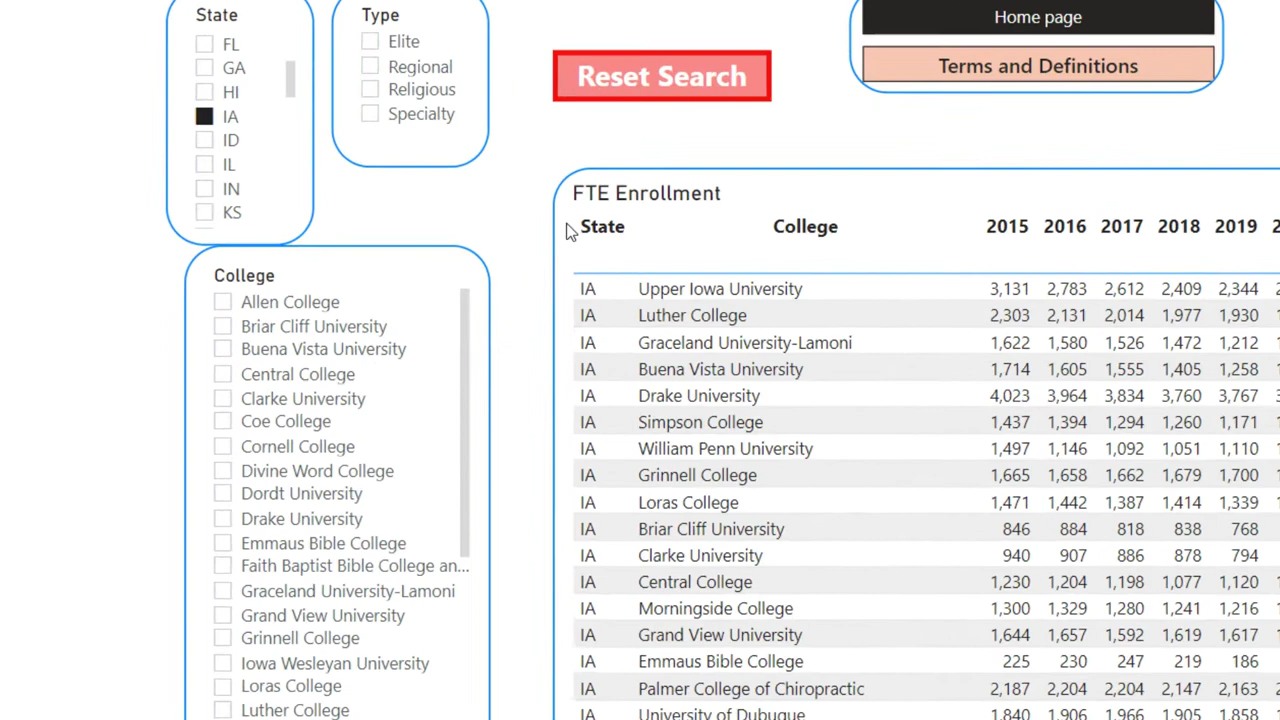 State
FL
GA
HI
IA
ID
IL
IN
KS
Type
Elite
Regional
Religious
Specialty
Reset Search
Home page
Terms and Definitions
College
Allen College
Briar Cliff University
Buena Vista University
Central College
Clarke University
Coe College
Cornell College
Divine Word College
Dordt University
Drake University
Emmaus Bible College
Faith Baptist Bible College an...
Graceland University-Lamoni
Grand View University
Grinnell College
Iowa Wesleyan University
Loras College
Luther College
FTE Enrollment
State College 2015 2016 2017 2018 2019
IA Upper Iowa University 3,131 2,783 2,612 2,409 2,344
IA Luther College 2,303 2,131 2,014 1,977 1,930
IA Graceland University-Lamoni 1,622 1,580 1,526 1,472 1,212
IA Buena Vista University 1,714 1,605 1,555 1,405 1,258
IA Drake University 4,023 3,964 3,834 3,760 3,767
IA Simpson College 1,437 1,394 1,294 1,260 1,171
IA William Penn University 1,497 1,146 1,092 1,051 1,110
IA Grinnell College 1,665 1,658 1,662 1,679 1,700
IA Loras College 1,471 1,442 1,387 1,414 1,339
IA Briar Cliff University 846 884 818 838 768
IA Clarke University 940 907 886 878 794
IA Central College 1,230 1,204 1,198 1,077 1,120
IA Morningside College 1,300 1,329 1,280 1,241 1,216
IA Grand View University 1,644 1,657 1,592 1,619 1,617
IA Emmaus Bible College 225 230 247 219 186
IA Palmer College of Chiropractic 2,187 2,204 2,204 2,147 2,163
IA University of Dubuque 1,840 1,906 1,966 1,905 1,858